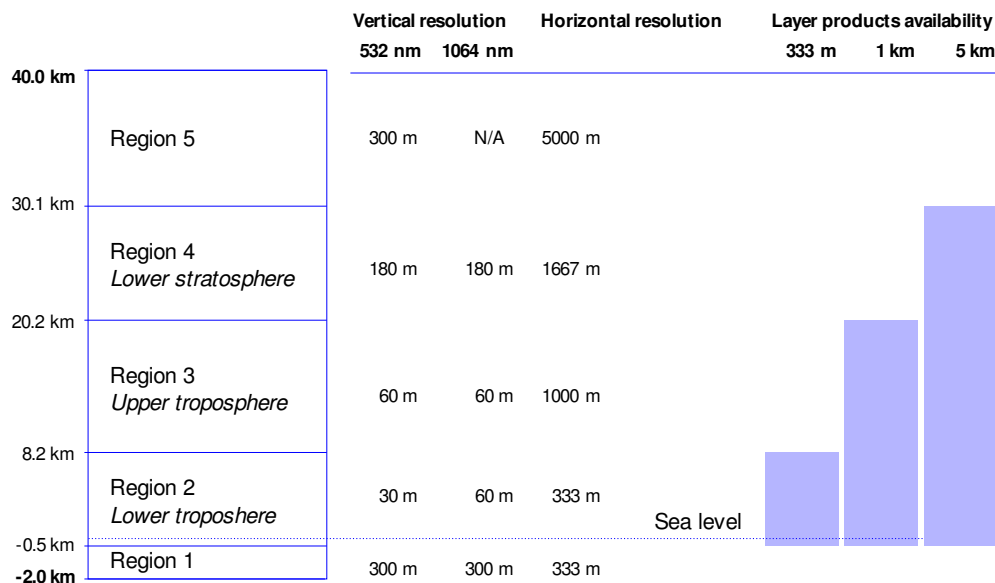 Vertical resolution Horizontal resolution Layer products availability
532 nm 1064 nm 333 m 1 km 5 km
40.0 km
Region 5 300 m N/A 5000 m
30.1 km
Region 4
Lower stratosphere 180 m 180 m 1667 m
20.2 km
Region 3
Upper troposphere 60 m 60 m 1000 m
8.2 km
Region 2 30 m 60 m 333 m
Lower troposhere Sea level
-0.5 km
Region 1 300 m 300 m 333 m
-2.0 km